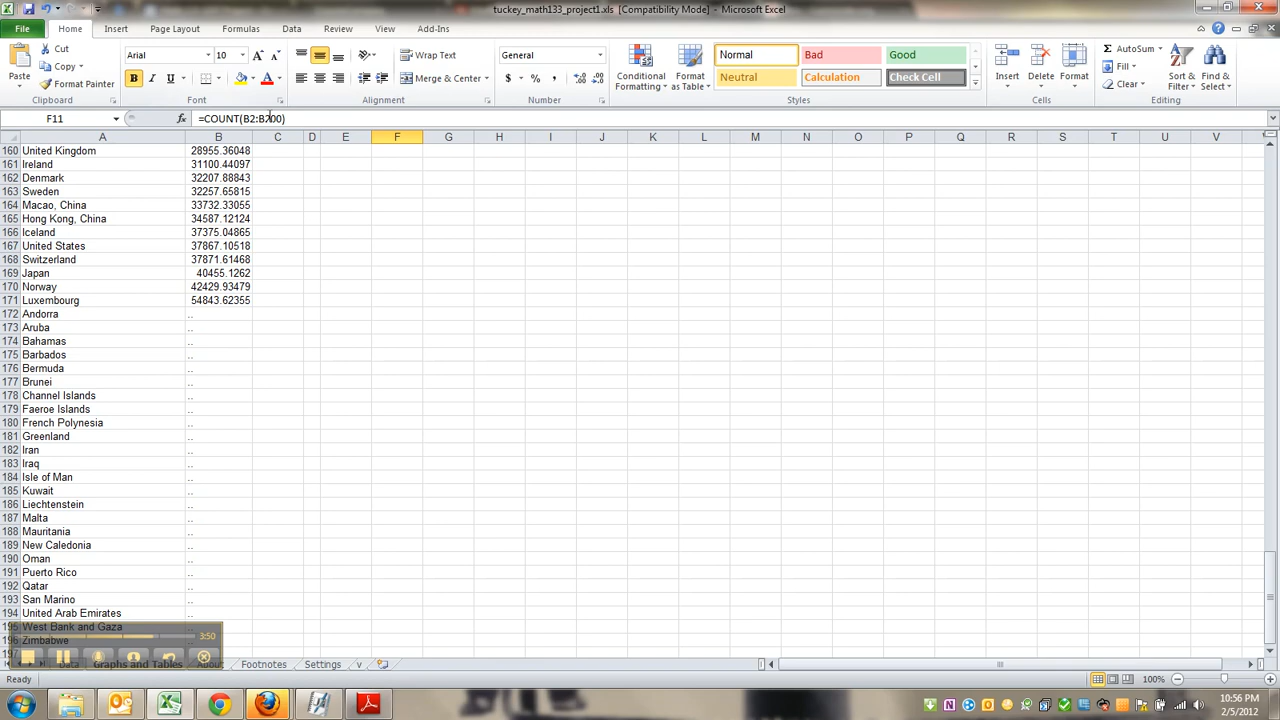 tuckey_math133_project1.xls [Compatibility Mode] - Microsoft Excel
File Home Insert Page Layout Formulas Data Review View Add-Ins
Paste Cut Copy Format Painter Clipboard
Arial 10 Font
Wrap Text Merge & Center Alignment
General Number
Conditional Formatting Format as Table Normal Bad Good Neutral Calculation Check Cell Styles
Insert Delete Format Cells
AutoSum Fill Clear Sort & Filter Find & Select Editing
F11 fx =COUNT(B2:B200)
A B C D E F G H I J K L M N O P Q R S T U V
160 United Kingdom 28955.36048
161 Ireland 31100.44097
162 Denmark 32207.88843
163 Sweden 32257.65815
164 Macao, China 33732.33055
165 Hong Kong, China 34587.12124
166 Iceland 37375.04865
167 United States 37867.10518
168 Switzerland 37871.61468
169 Japan 40455.1262
170 Norway 42429.93479
171 Luxembourg 54843.62355
172 Andorra ..
173 Aruba ..
174 Bahamas ..
175 Barbados ..
176 Bermuda ..
177 Brunei ..
178 Channel Islands ..
179 Faeroe Islands ..
180 French Polynesia ..
181 Greenland ..
182 Iran ..
183 Iraq ..
184 Isle of Man ..
185 Kuwait ..
186 Liechtenstein ..
187 Malta ..
188 Mauritania ..
189 New Caledonia ..
190 Oman ..
191 Puerto Rico ..
192 Qatar ..
193 San Marino ..
194 United Arab Emirates ..
195 West Bank and Gaza
196 Zimbabwe
197
3:50
Data Graphs and Tables About Footnotes Settings v
Ready 100%
10:56 PM
2/5/2012